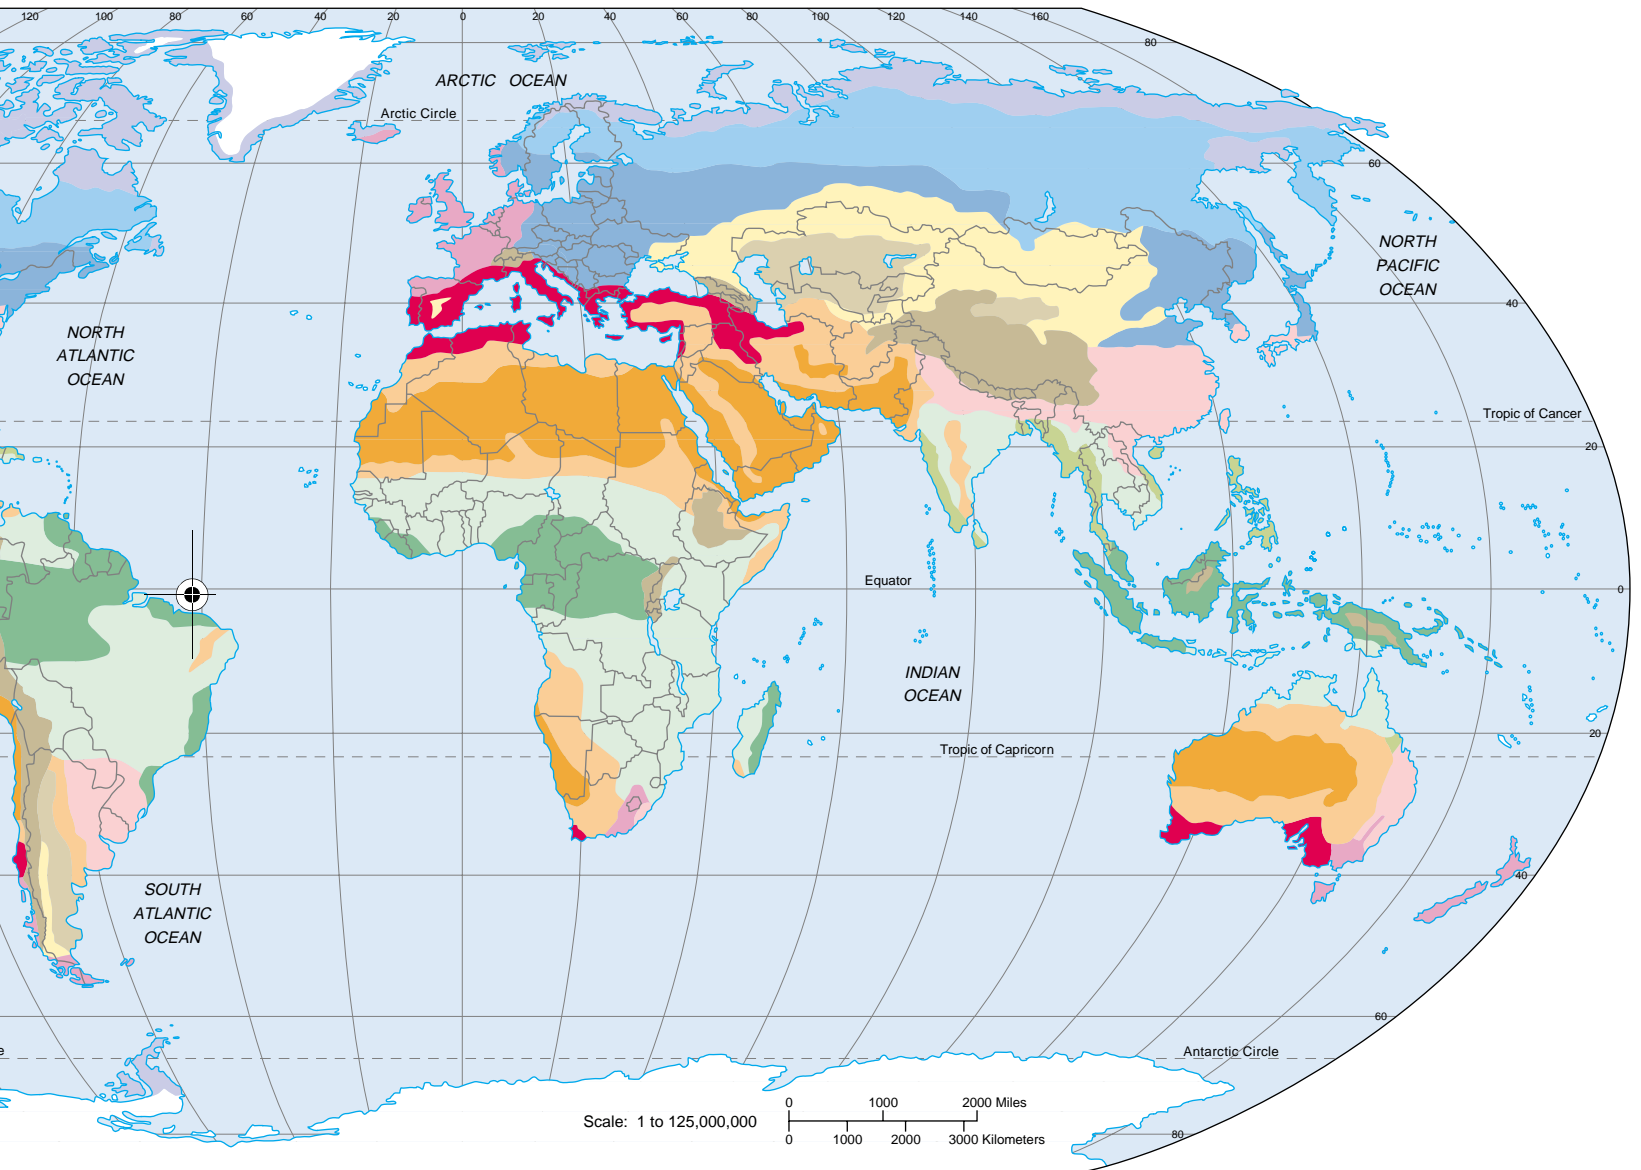 120 100 80 60 40 20 0 20 40 60 80 100 120 140 160
80
ARCTIC OCEAN
Arctic Circle
60
NORTH
PACIFIC
OCEAN
40
NORTH
ATLANTIC
OCEAN
Tropic of Cancer
20
Equator
0
INDIAN
OCEAN
20
Tropic of Capricorn
40
SOUTH
ATLANTIC
OCEAN
60
e
Antarctic Circle
0 1000 2000 Miles
Scale: 1 to 125,000,000
0 1000 2000 3000 Kilometers
80